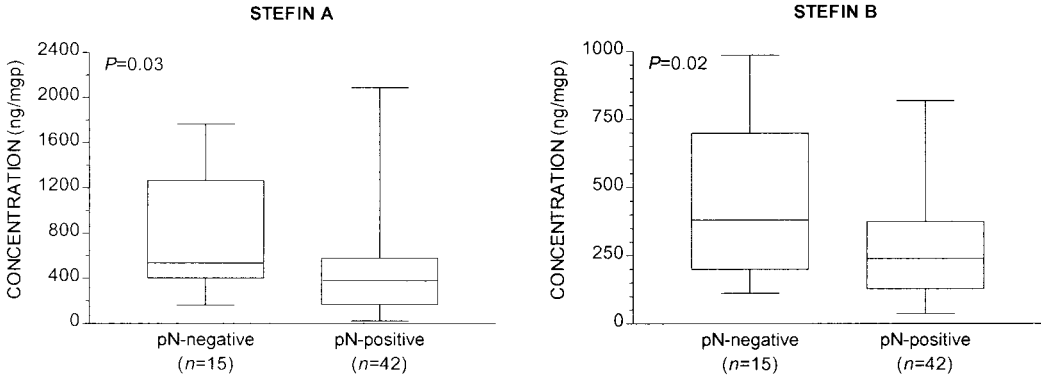 STEFIN A
CONCENTRATION (ng/mgp)
2400
2000
1600
1200
800
400
0
P=0.03
pN-negative
(n=15)
pN-positive
(n=42)
STEFIN B
CONCENTRATION (ng/mgp)
1000
750
500
250
0
P=0.02
pN-negative
(n=15)
pN-positive
(n=42)